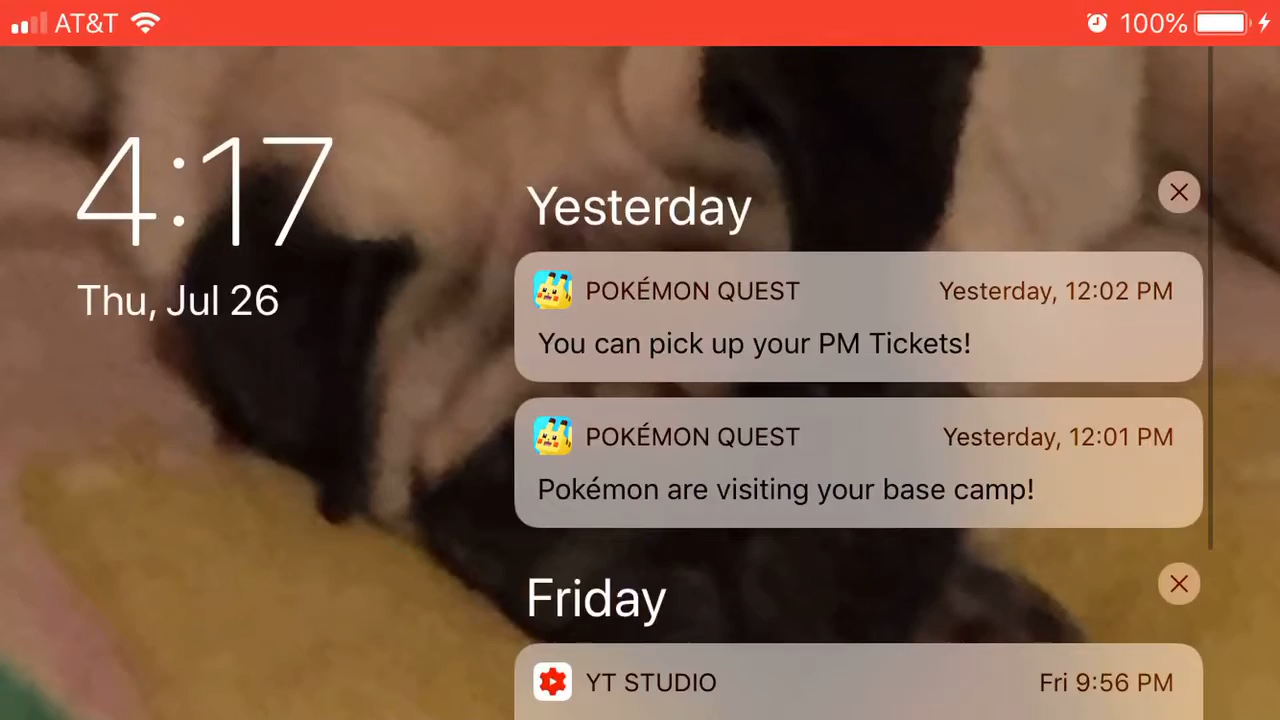 AT&T
100%
4:17
Thu, Jul 26
Yesterday
POKÉMON QUEST Yesterday, 12:02 PM
You can pick up your PM Tickets!
POKÉMON QUEST Yesterday, 12:01 PM
Pokémon are visiting your base camp!
Friday
YT STUDIO Fri 9:56 PM